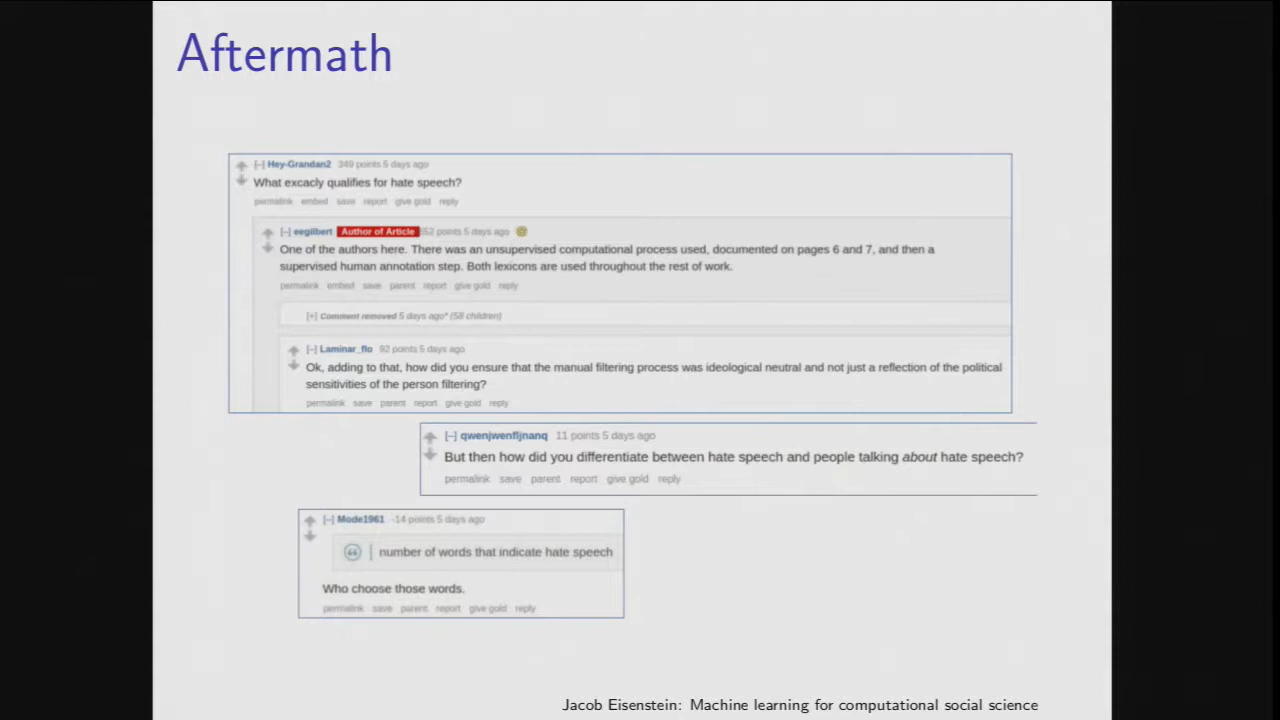 Aftermath
[–] Hey-Grandan2 349 points 5 days ago
What excacly qualifies for hate speech?
permalink embed save report give gold reply
[–] eegilbert Author of Article 352 points 5 days ago
One of the authors here. There was an unsupervised computational process used, documented on pages 6 and 7, and then a
supervised human annotation step. Both lexicons are used throughout the rest of work.
permalink embed save parent report give gold reply
[+] Comment removed 5 days ago* (58 children)
[–] Laminar_flo 92 points 5 days ago
Ok, adding to that, how did you ensure that the manual filtering process was ideological neutral and not just a reflection of the political
sensitivities of the person filtering?
permalink save parent report give gold reply
[–] qwenjwenfljnanq 11 points 5 days ago
But then how did you differentiate between hate speech and people talking about hate speech?
permalink save parent report give gold reply
[–] Mode1961 -14 points 5 days ago
number of words that indicate hate speech
Who choose those words.
permalink save parent report give gold reply
Jacob Eisenstein: Machine learning for computational social science